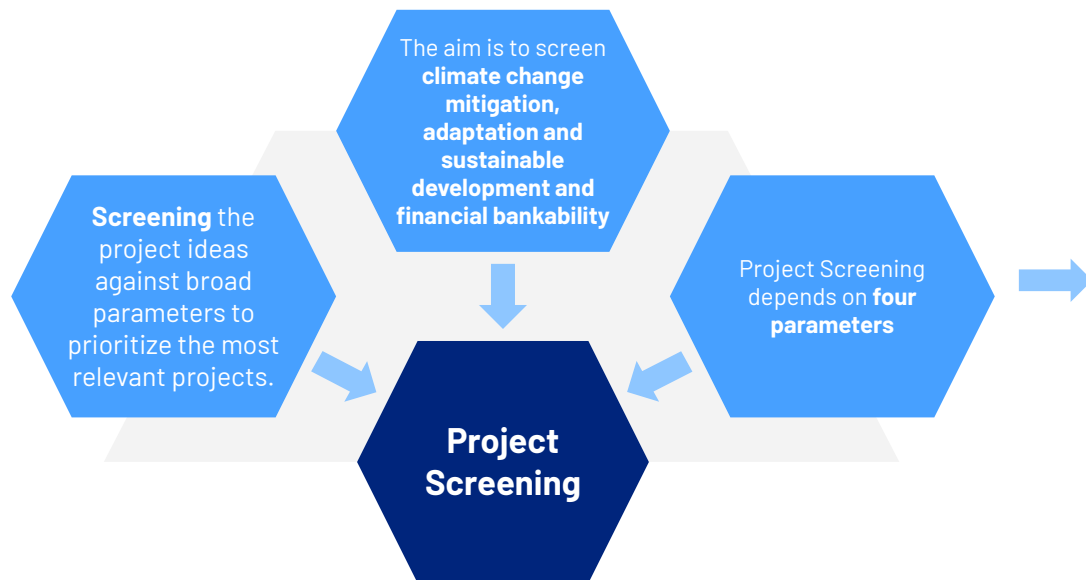 The aim is to screen
climate change
mitigation,
adaptation and
sustainable
development and
financial bankability
Screening the
project ideas
against broad
parameters to
prioritize the most
relevant projects.
Project Screening
depends on four
parameters
Project
Screening